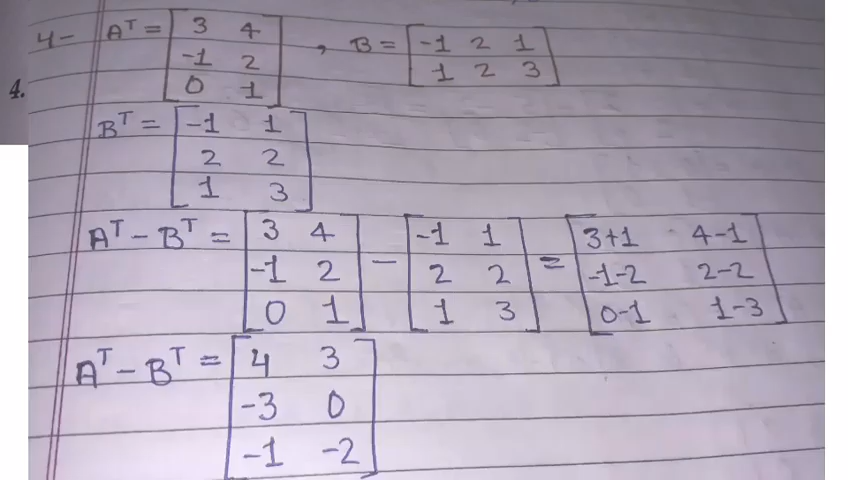 4.
4- Aᵀ = [3 4
-1 2
0 1] , B = [-1 2 1
1 2 3]
Bᵀ = [-1 1
2 2
1 3]
Aᵀ - Bᵀ = [3 4
-1 2
0 1] - [-1 1
2 2
1 3] = [3+1 4-1
-1-2 2-2
0-1 1-3]
Aᵀ - Bᵀ = [4 3
-3 0
-1 -2]